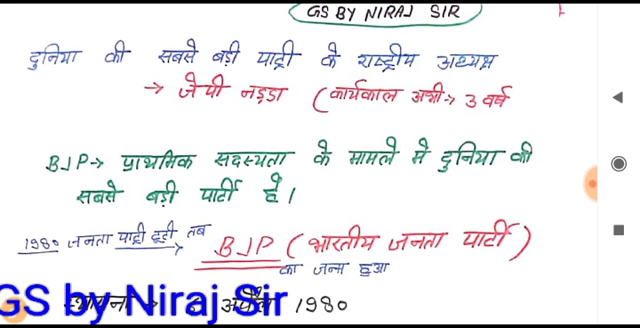 GS BY NIRAJ SIR
दुनिया की सबसे बडी पाट्री के राष्ट्रीय अध्यक्ष
→ जेपी नड्डा (कार्यकाल अभी→ 3 वर्ष
BJP→ प्राथमिक सदस्यता के मामले मे दुनिया की
सबसे बड़ी पार्टी है।
1980 जनता पाट्री टूटी तब → BJP (भारतीय जनता पार्टी)
का जन्म हुआ
GS by Niraj Sir
अप्रैल 1980